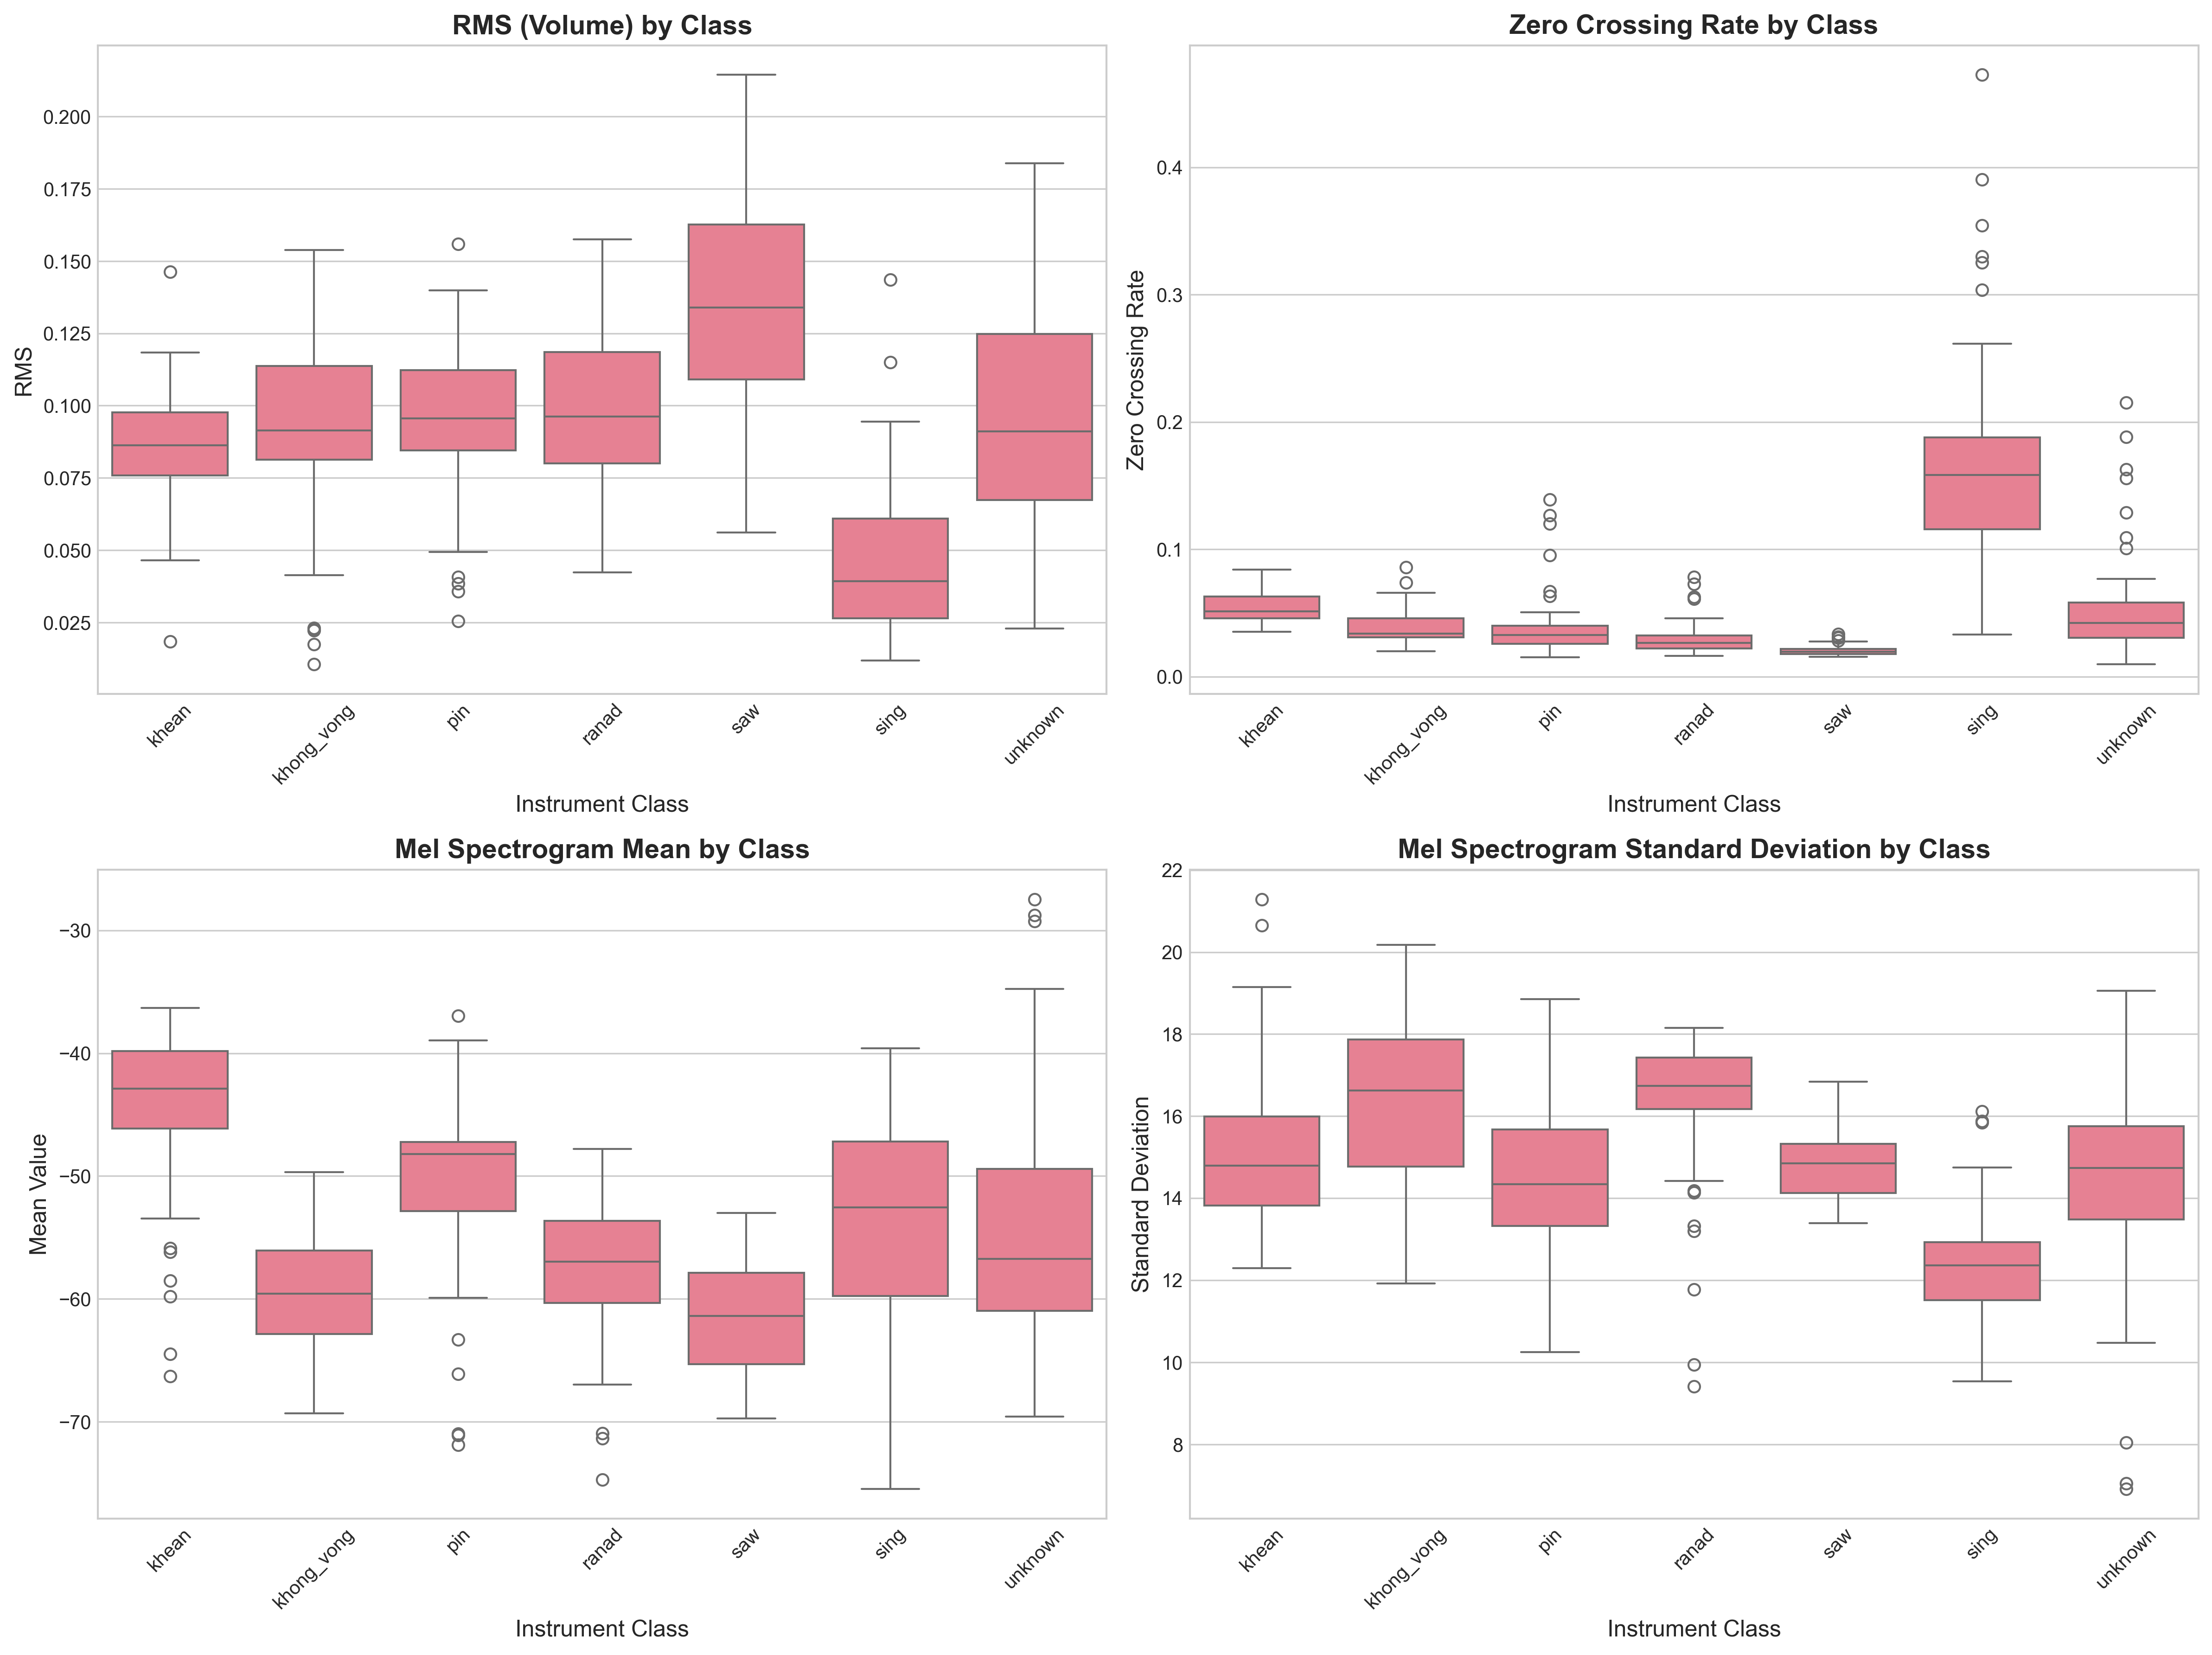 RMS (Volume) by Class
RMS
0.200
0.175
0.150
0.125
0.100
0.075
0.050
0.025
khean
khong_vong
pin
ranad
saw
sing
unknown
Instrument Class
Zero Crossing Rate by Class
Zero Crossing Rate
0.4
0.3
0.2
0.1
0.0
khean
khong_vong
pin
ranad
saw
sing
unknown
Instrument Class
Mel Spectrogram Mean by Class
Mean Value
−30
−40
−50
−60
−70
khean
khong_vong
pin
ranad
saw
sing
unknown
Instrument Class
Mel Spectrogram Standard Deviation by Class
Standard Deviation
22
20
18
16
14
12
10
8
khean
khong_vong
pin
ranad
saw
sing
unknown
Instrument Class